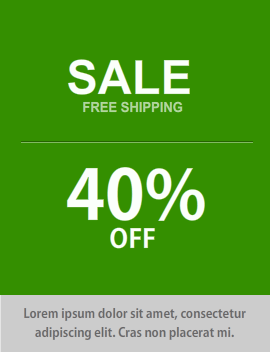 SALE
FREE SHIPPING
40%
OFF
Lorem ipsum dolor sit amet, consectetur
adipiscing elit. Cras non placerat mi.